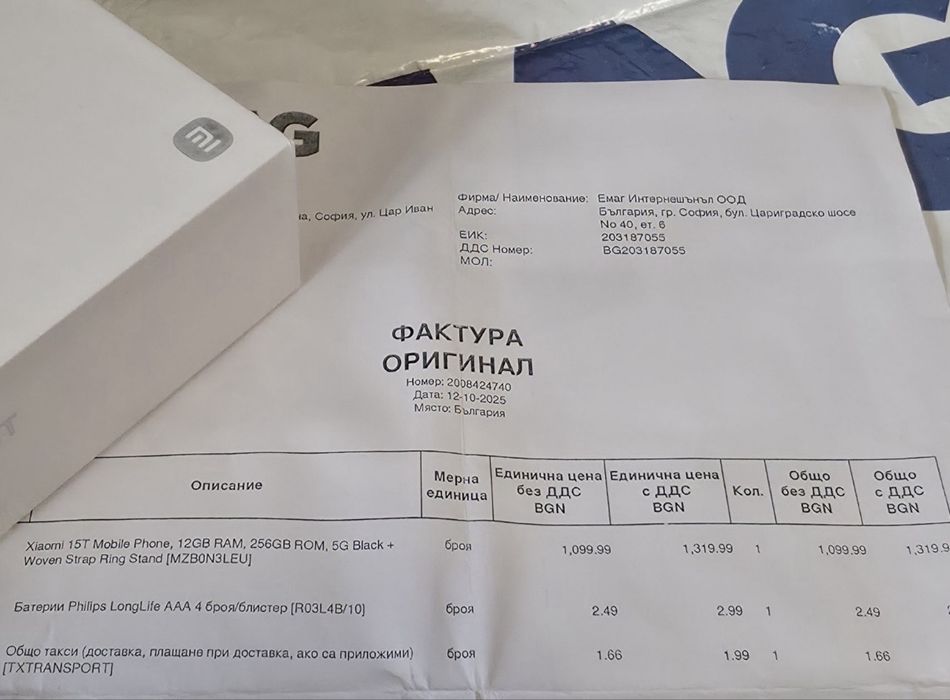 на, София, ул. Цар Иван
Фирма/ Наименование: Емаг Интернешънъл ООД
Адрес: България, гр. София, бул. Цариградско шосе
No 40, ет. 6
ЕИК: 203187055
ДДС Номер: BG203187055
МОЛ:
ФАКТУРА
ОРИГИНАЛ
Номер: 2008424740
Дата: 12-10-2025
Място: България
Описание Мерна единица Единична цена без ДДС BGN Единична цена с ДДС BGN Кол. Общо без ДДС BGN Общо с ДДС BGN
Xiaomi 15T Mobile Phone, 12GB RAM, 256GB ROM, 5G Black + броя 1,099.99 1,319.99 1 1,099.99 1,319.9
Woven Strap Ring Stand [MZB0N3LEU]
Батерии Philips LongLife AAA 4 броя/блистер [R03L4B/10] броя 2.49 2.99 1 2.49
Общо такси (доставка, плащане при доставка, ако са приложими) броя 1.66 1.99 1 1.66
[TXTRANSPORT]